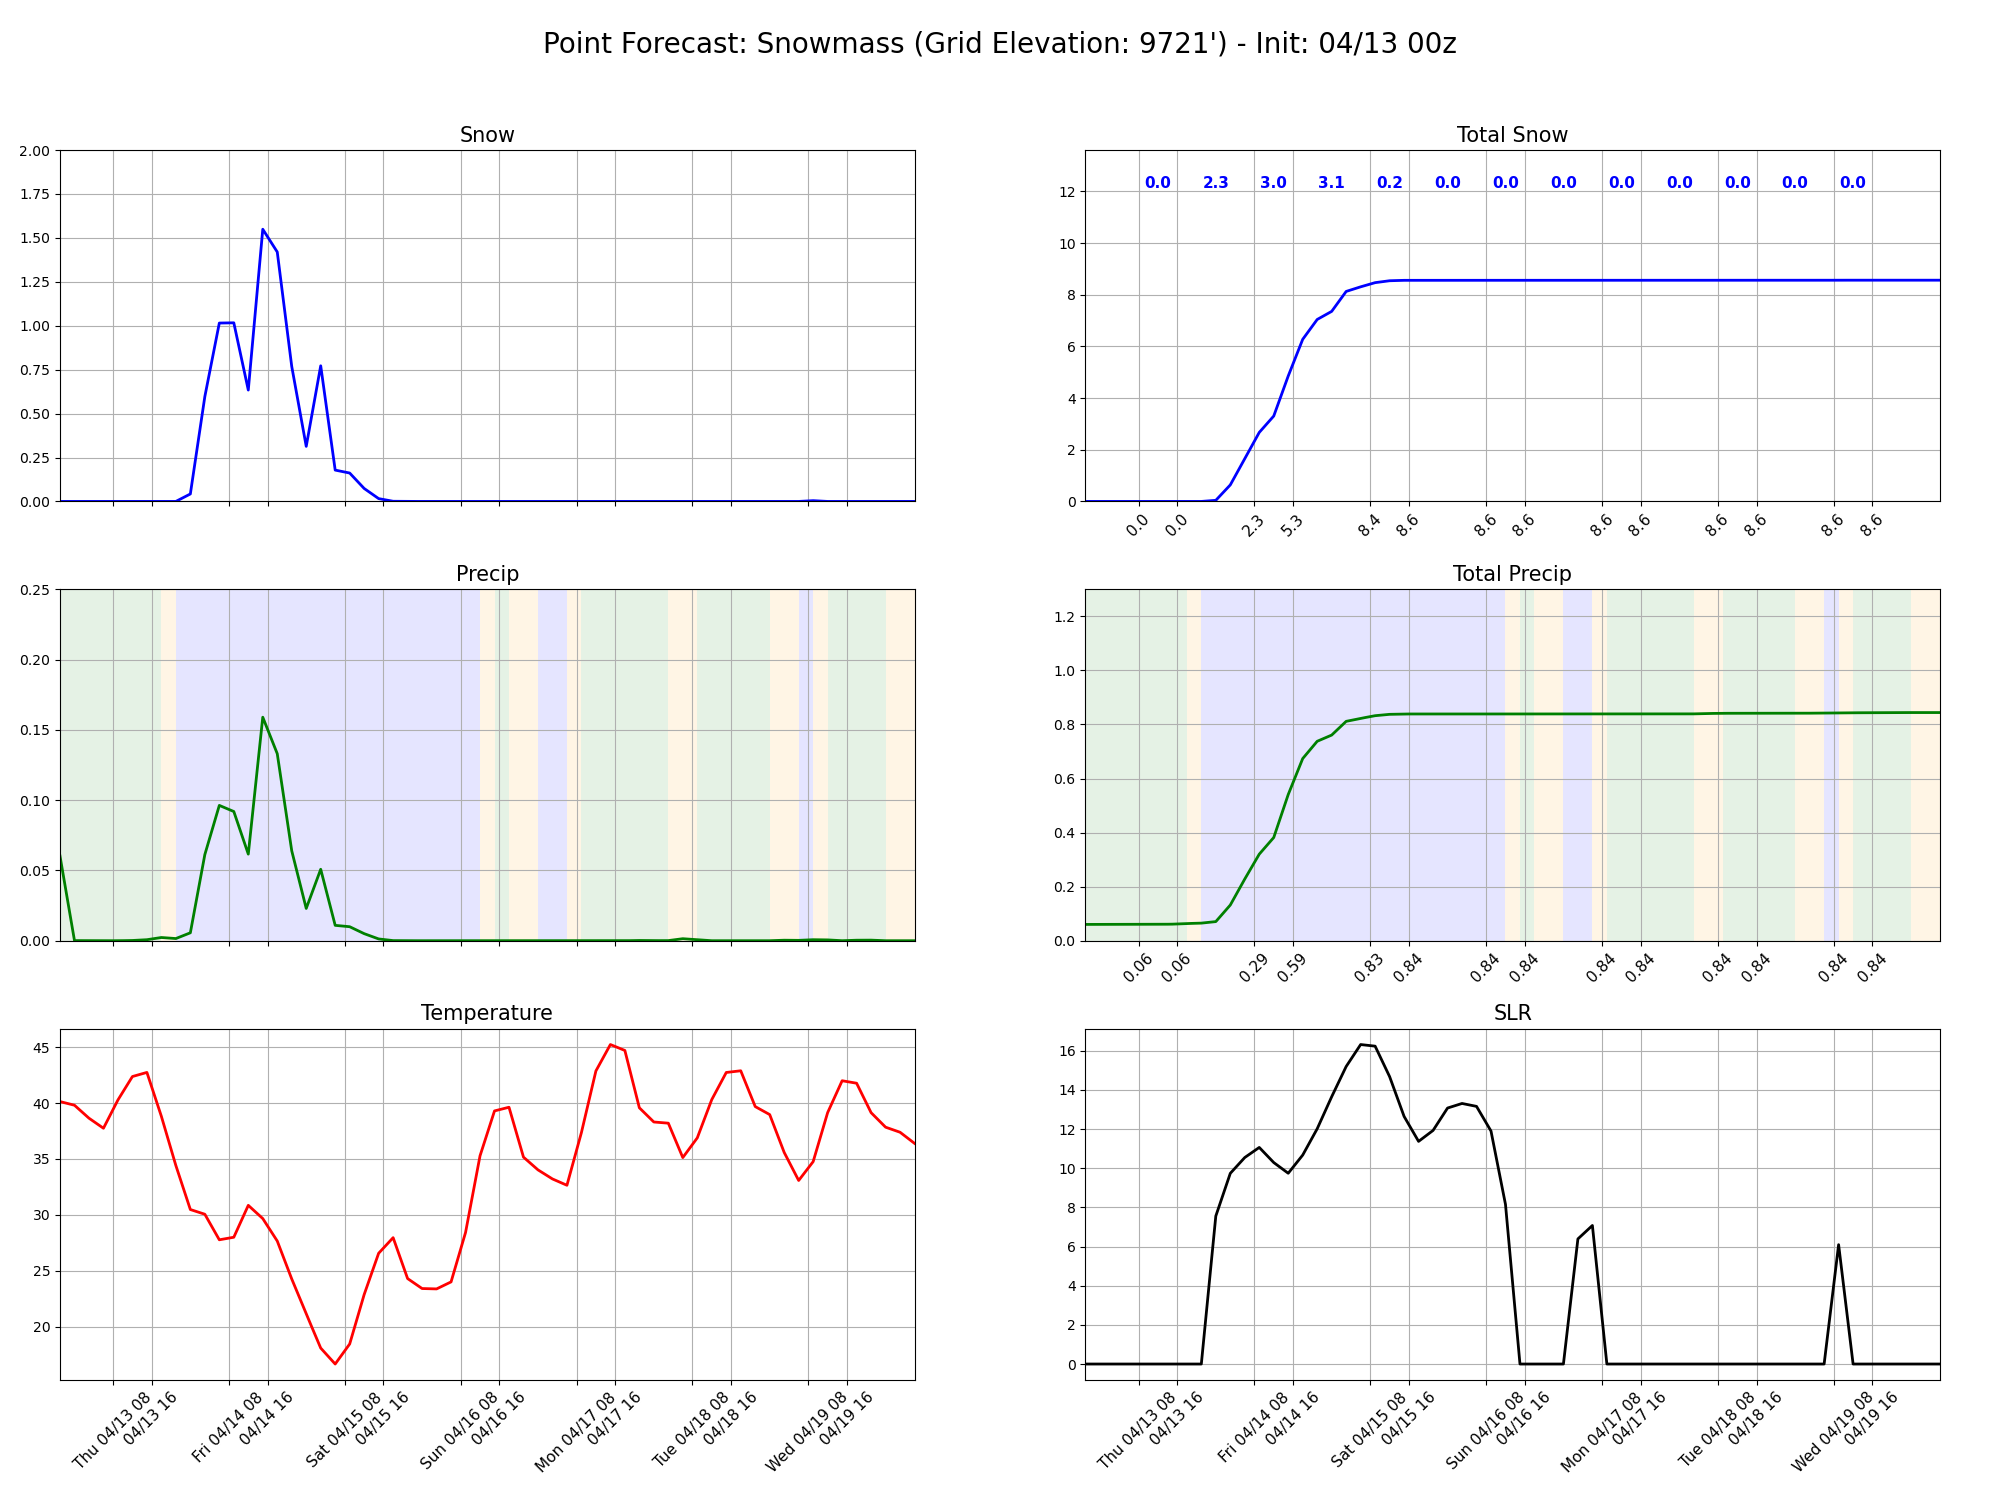 Point Forecast: Snowmass (Grid Elevation: 9721') - Init: 04/13 00z
Snow
2.00
1.75
1.50
1.25
1.00
0.75
0.50
0.25
0.00
Total Snow
0.0 2.3 3.0 3.1 0.2 0.0 0.0 0.0 0.0 0.0 0.0 0.0 0.0
12
10
8
6
4
2
0
0.0 0.0 2.3 5.3 8.4 8.6 8.6 8.6 8.6 8.6 8.6 8.6 8.6 8.6
Precip
0.25
0.20
0.15
0.10
0.05
0.00
Total Precip
1.2
1.0
0.8
0.6
0.4
0.2
0.0
0.06 0.06 0.29 0.59 0.83 0.84 0.84 0.84 0.84 0.84 0.84 0.84 0.84 0.84
Temperature
45
40
35
30
25
20
Thu 04/13 08
04/13 16
Fri 04/14 08
04/14 16
Sat 04/15 08
04/15 16
Sun 04/16 08
04/16 16
Mon 04/17 08
04/17 16
Tue 04/18 08
04/18 16
Wed 04/19 08
04/19 16
SLR
16
14
12
10
8
6
4
2
0
Thu 04/13 08
04/13 16
Fri 04/14 08
04/14 16
Sat 04/15 08
04/15 16
Sun 04/16 08
04/16 16
Mon 04/17 08
04/17 16
Tue 04/18 08
04/18 16
Wed 04/19 08
04/19 16